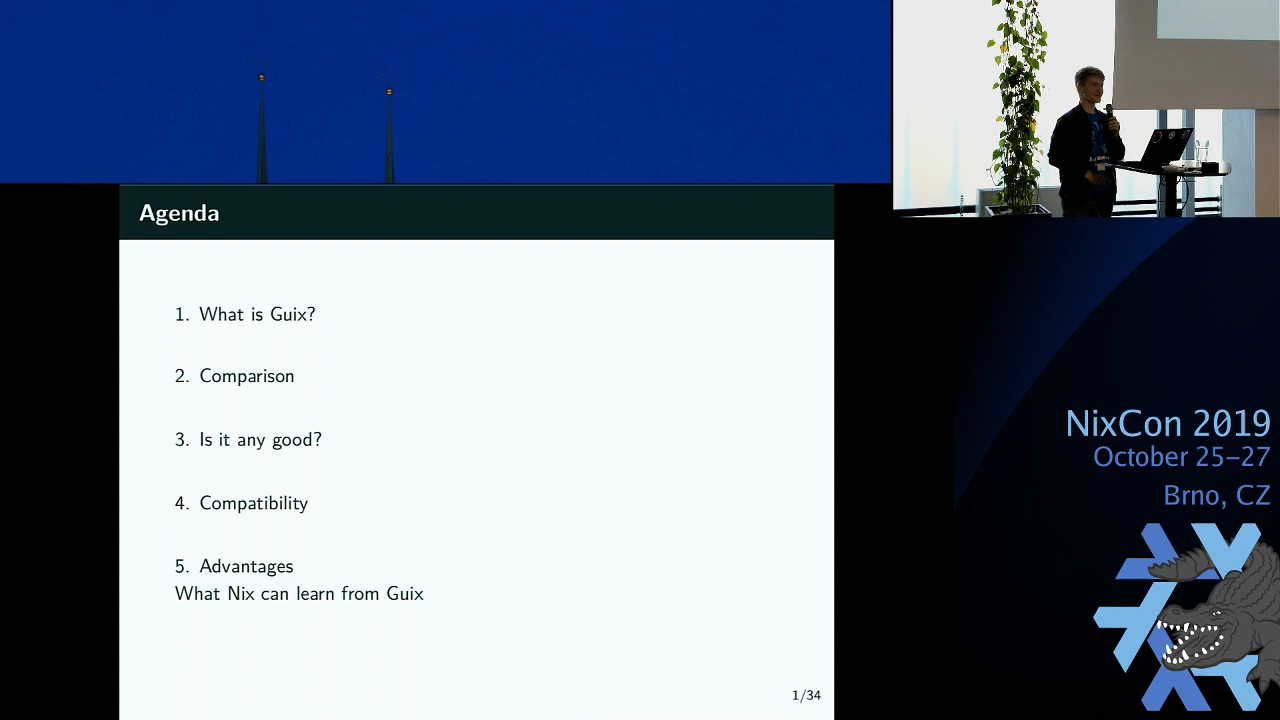 Agenda
1. What is Guix?
2. Comparison
3. Is it any good?
4. Compatibility
5. Advantages
What Nix can learn from Guix
1/34
NixCon 2019
October 25–27
Brno, CZ